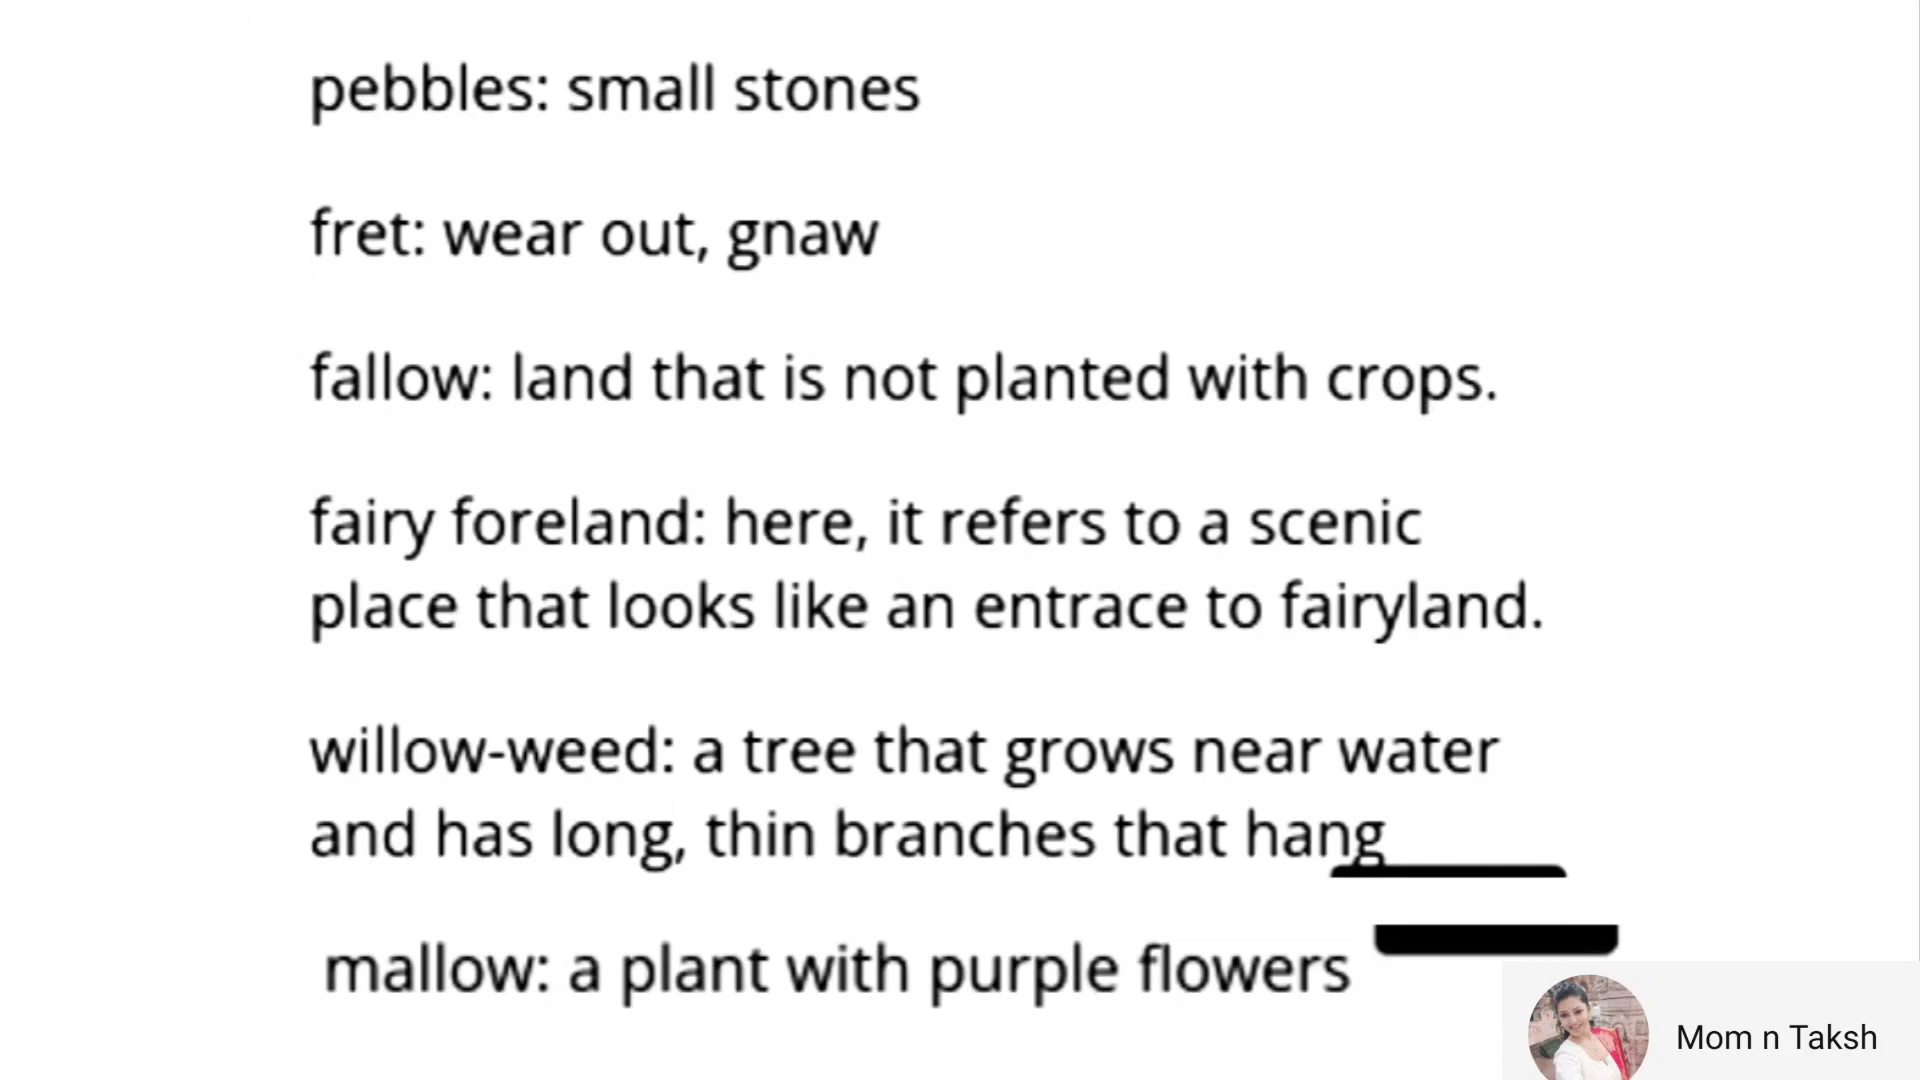 pebbles: small stones
fret: wear out, gnaw
fallow: land that is not planted with crops.
fairy foreland: here, it refers to a scenic
place that looks like an entrace to fairyland.
willow-weed: a tree that grows near water
and has long, thin branches that hang
mallow: a plant with purple flowers
Mom n Taksh